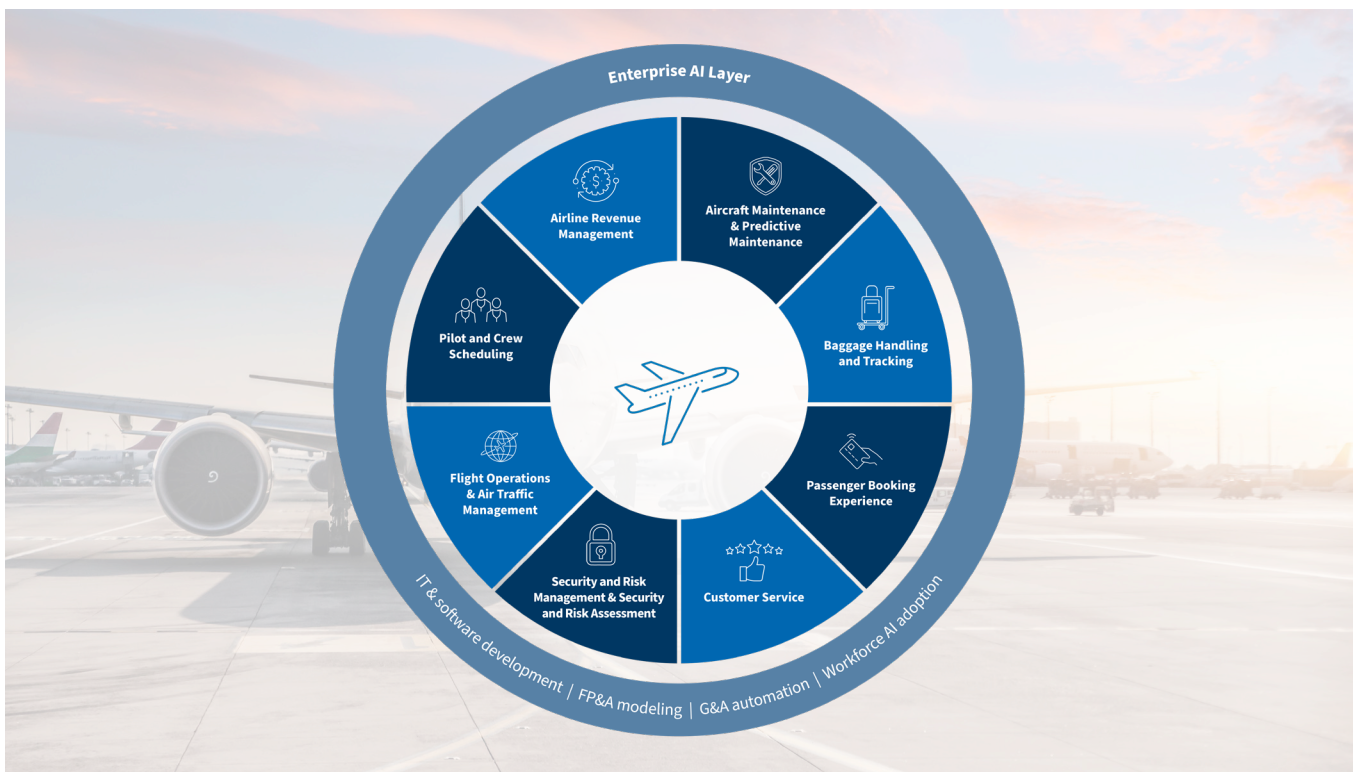 Enterprise AI Layer
Airline Revenue
Management
Aircraft Maintenance
& Predictive
Maintenance
Pilot and Crew
Scheduling
Baggage Handling
and Tracking
Flight Operations
& Air Traffic
Management
Passenger Booking
Experience
Security and Risk
Management & Security
and Risk Assessment
Customer Service
IT & software development | FP&A modeling | G&A automation | Workforce AI adoption